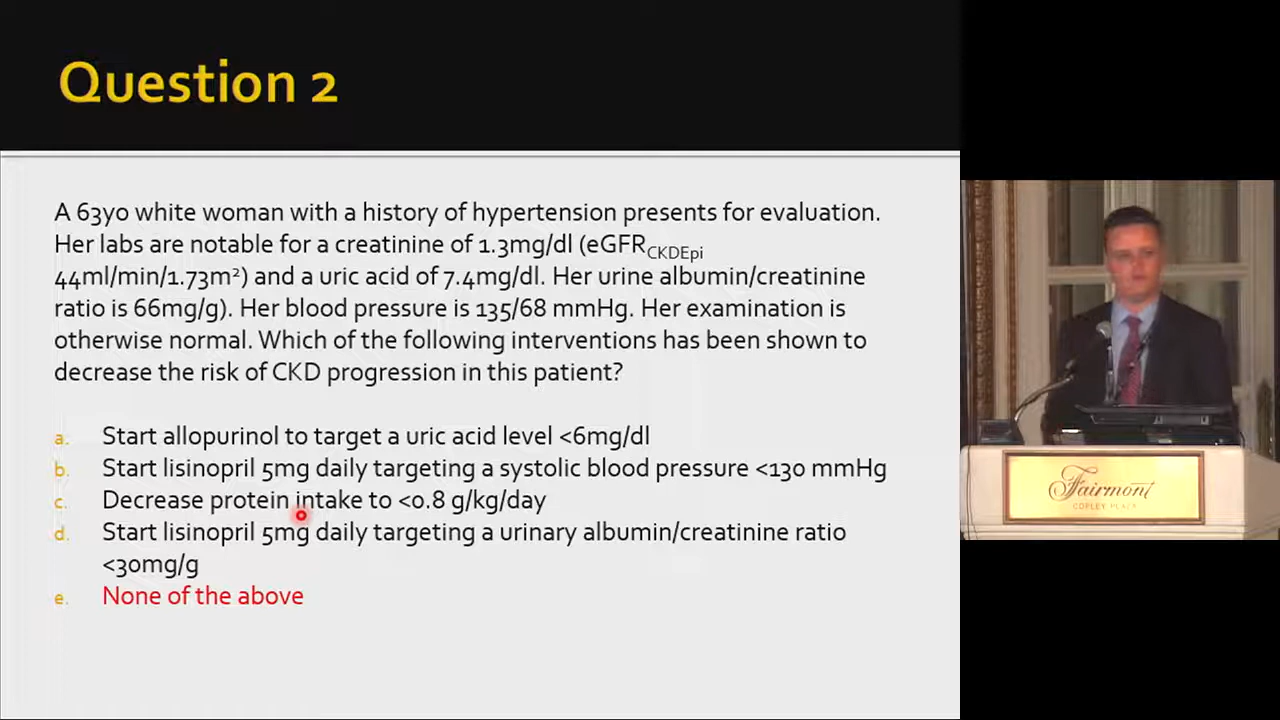 Question 2
A 63yo white woman with a history of hypertension presents for evaluation.
Her labs are notable for a creatinine of 1.3mg/dl (eGFRCKDEpi
44ml/min/1.73m²) and a uric acid of 7.4mg/dl. Her urine albumin/creatinine
ratio is 66mg/g). Her blood pressure is 135/68 mmHg. Her examination is
otherwise normal. Which of the following interventions has been shown to
decrease the risk of CKD progression in this patient?
a. Start allopurinol to target a uric acid level <6mg/dl
b. Start lisinopril 5mg daily targeting a systolic blood pressure <130 mmHg
c. Decrease protein intake to <0.8 g/kg/day
d. Start lisinopril 5mg daily targeting a urinary albumin/creatinine ratio
<30mg/g
e. None of the above
Fairmont
COPLEY PLAZA